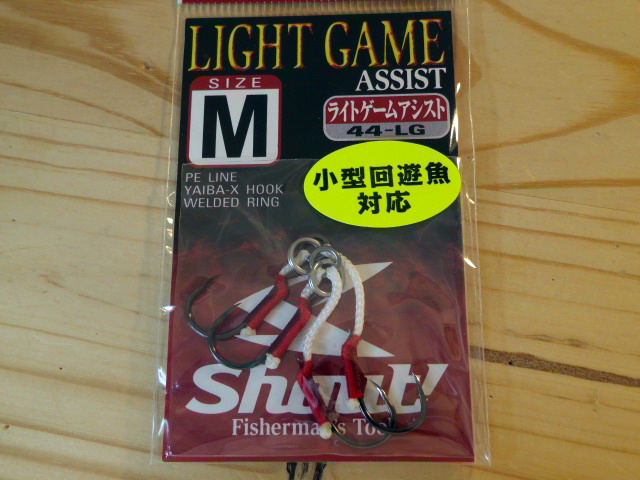 LIGHT GAME
ASSIST
SIZE
M
ライトゲームアシスト
44-LG
PE LINE
YAIBA-X HOOK
WELDED RING
小型回遊魚
対応
Shout!
Fisherman's Tool